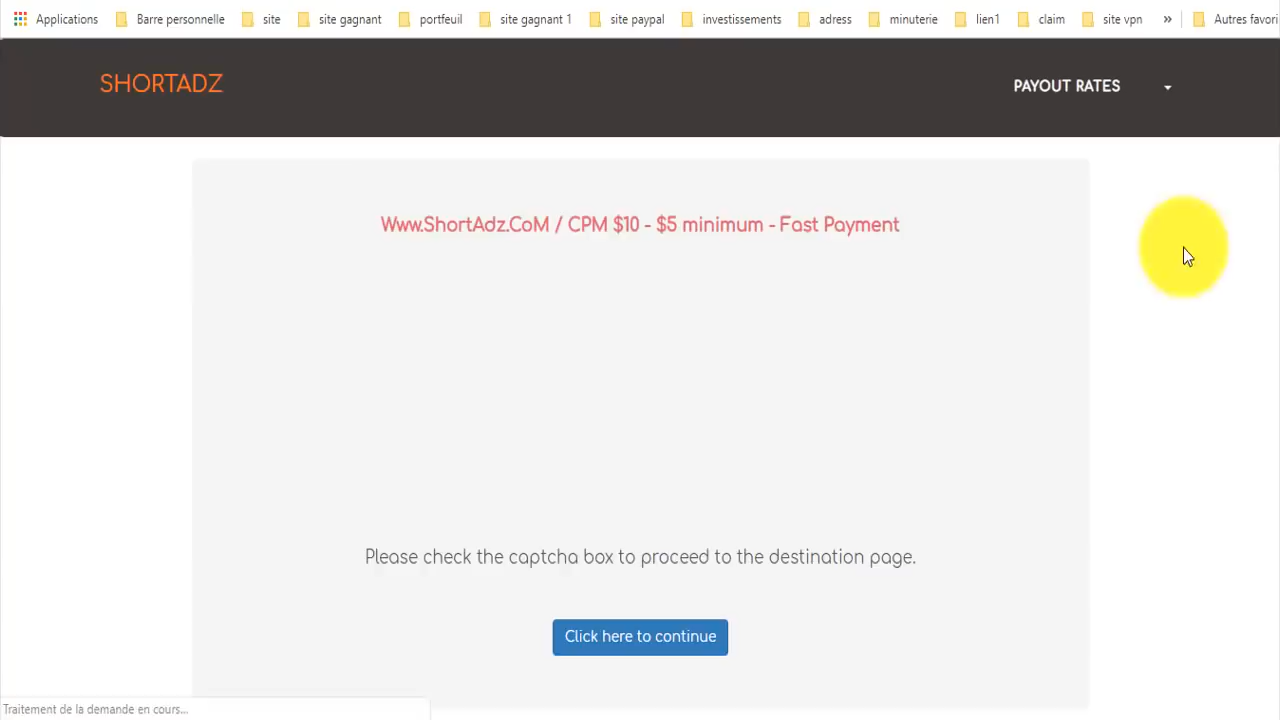 Applications Barre personnelle site site gagnant portfeuil site gagnant 1 site paypal investissements adress minuterie lien1 claim site vpn » Autres favori
SHORTADZ
PAYOUT RATES
Www.ShortAdz.CoM / CPM $10 - $5 minimum - Fast Payment
Please check the captcha box to proceed to the destination page.
Click here to continue
Traitement de la demande en cours...